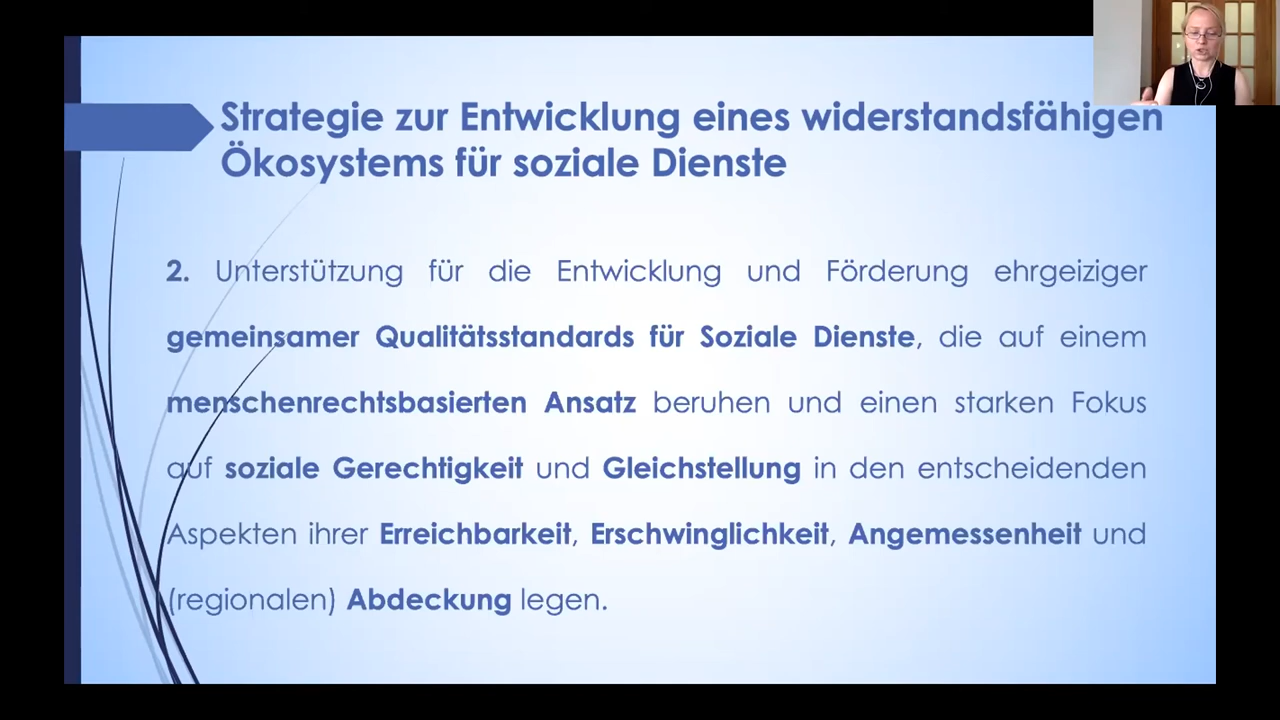 Strategie zur Entwicklung eines widerstandsfähigen
Ökosystems für soziale Dienste
2. Unterstützung für die Entwicklung und Förderung ehrgeiziger
gemeinsamer Qualitätsstandards für Soziale Dienste, die auf einem
menschenrechtsbasierten Ansatz beruhen und einen starken Fokus
auf soziale Gerechtigkeit und Gleichstellung in den entscheidenden
Aspekten ihrer Erreichbarkeit, Erschwinglichkeit, Angemessenheit und
(regionalen) Abdeckung legen.